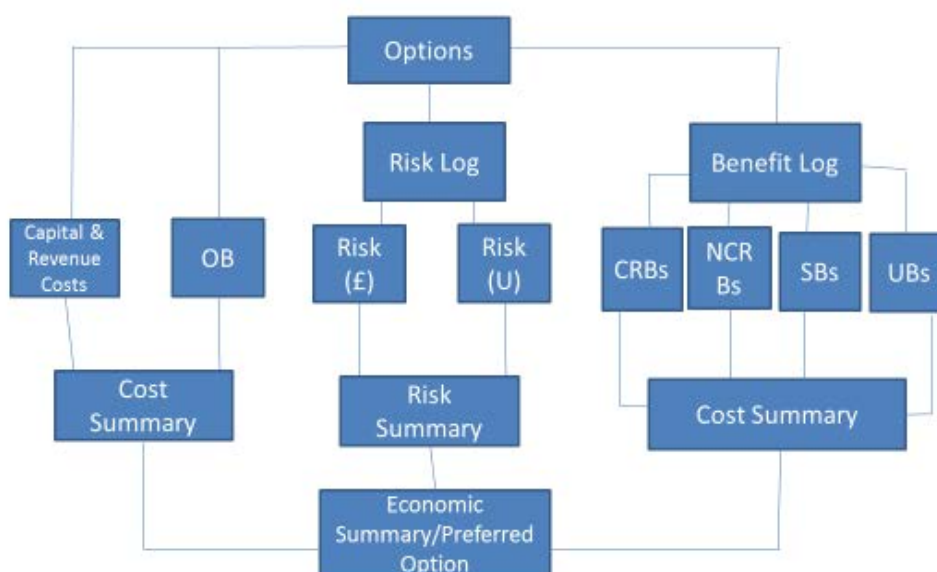 Options
Risk Log
Benefit Log
Capital &
Revenue
Costs
OB
Risk
(£)
Risk
(U)
CRBs
NCR
Bs
SBs
UBs
Cost
Summary
Risk
Summary
Cost Summary
Economic
Summary/Preferred
Option